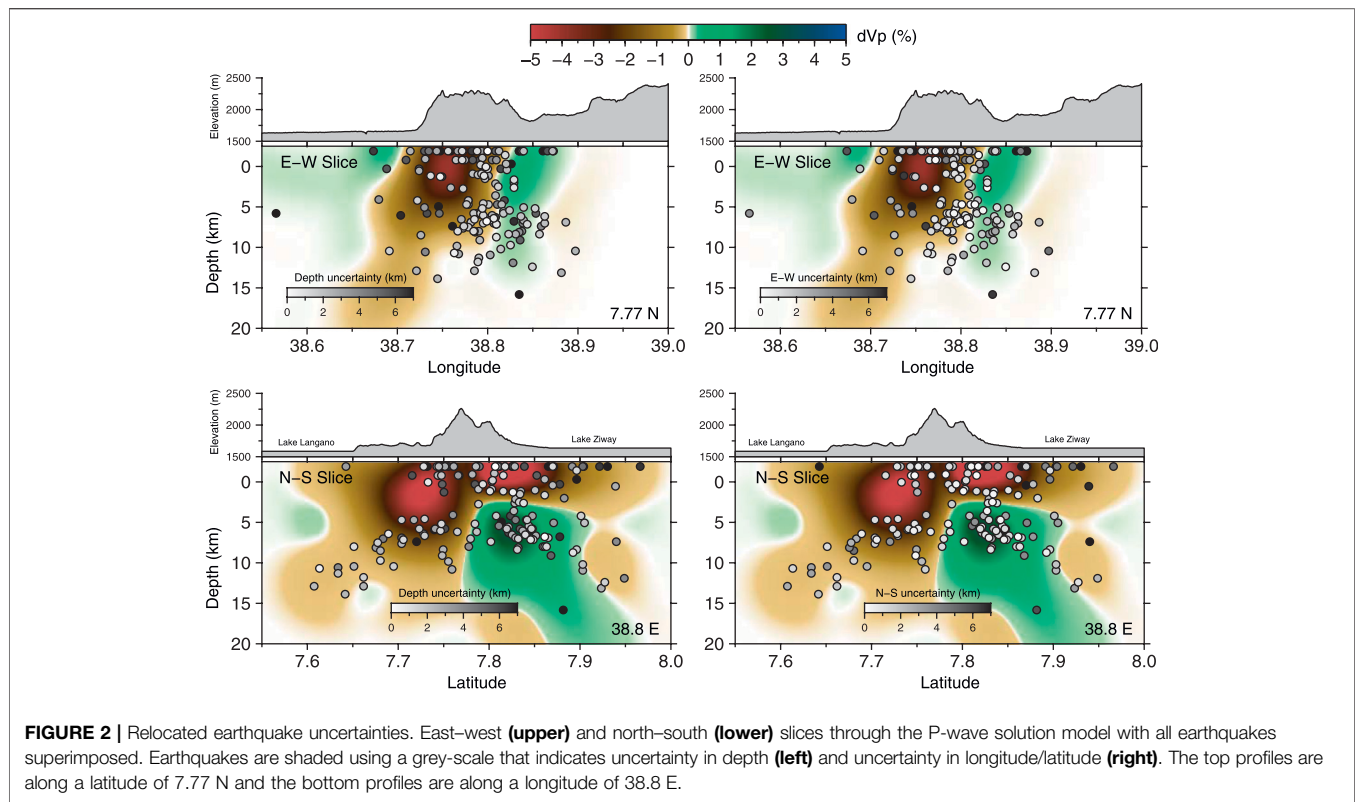 dVp (%)
−5 −4 −3 −2 −1 0 1 2 3 4 5
Elevation (m)
2500
2000
1500
E−W Slice
Depth (km)
0
5
10
15
20
Depth uncertainty (km)
0 2 4 6
7.77 N
38.6 38.7 38.8 38.9 39.0
Longitude
Elevation (m)
2500
2000
1500
E−W Slice
Depth (km)
0
5
10
15
20
E−W uncertainty (km)
0 2 4 6
7.77 N
38.6 38.7 38.8 38.9 39.0
Longitude
Elevation (m)
2500
2000
1500
Lake Langano
Lake Ziway
N−S Slice
Depth (km)
0
5
10
15
20
Depth uncertainty (km)
0 2 4 6
38.8 E
7.6 7.7 7.8 7.9 8.0
Latitude
Elevation (m)
2500
2000
1500
Lake Langano
Lake Ziway
N−S Slice
Depth (km)
0
5
10
15
20
N−S uncertainty (km)
0 2 4 6
38.8 E
7.6 7.7 7.8 7.9 8.0
Latitude
FIGURE 2 | Relocated earthquake uncertainties. East–west (upper) and north–south (lower) slices through the P-wave solution model with all earthquakes
superimposed. Earthquakes are shaded using a grey-scale that indicates uncertainty in depth (left) and uncertainty in longitude/latitude (right). The top profiles are
along a latitude of 7.77 N and the bottom profiles are along a longitude of 38.8 E.